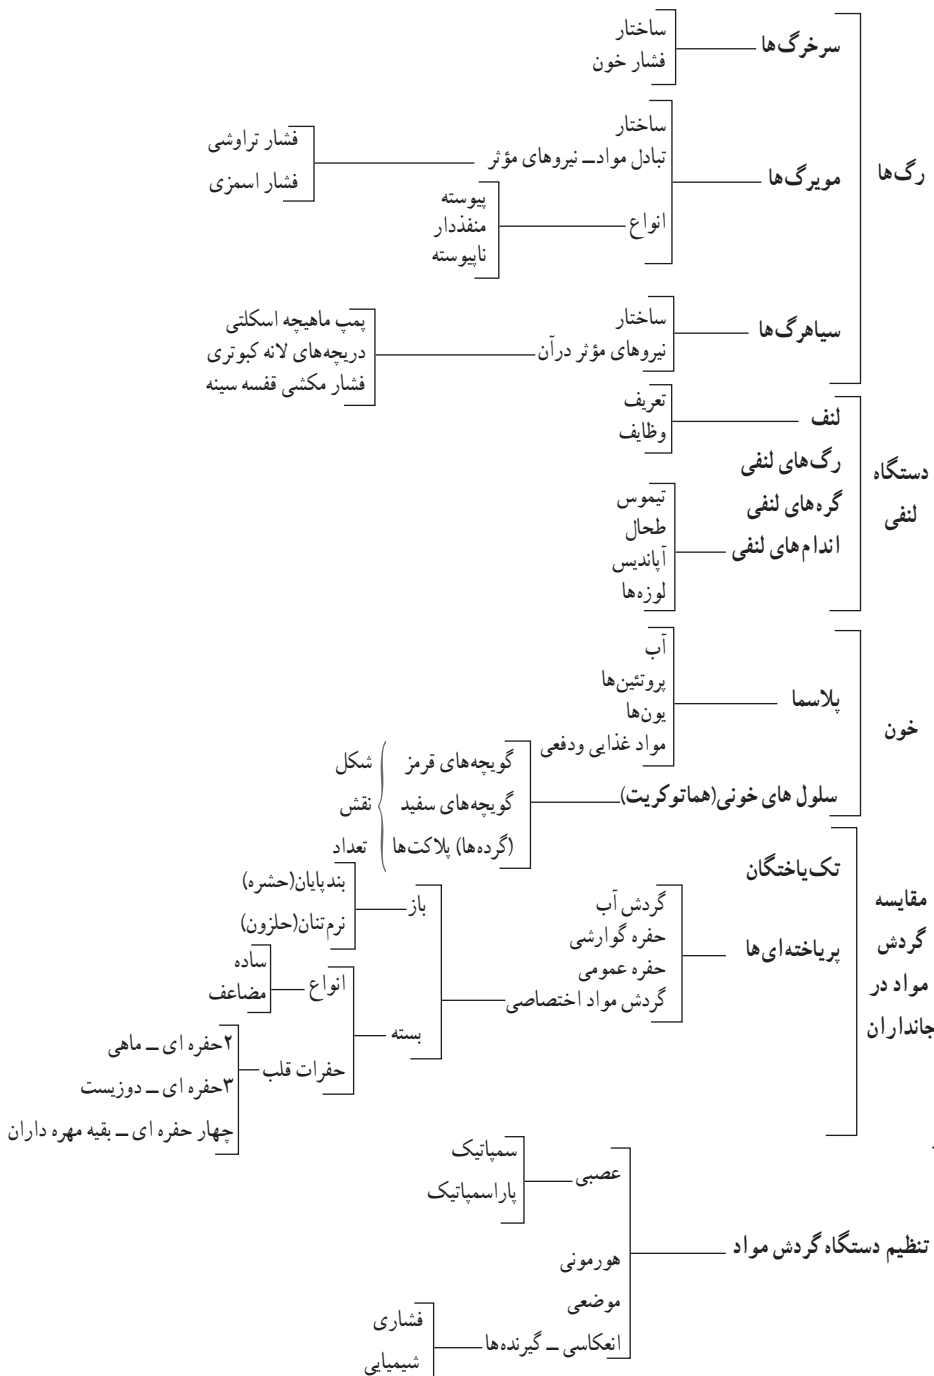 رگ‌ها
سرخرگ‌ها
ساختار
فشار خون
مویرگ‌ها
ساختار
تبادل مواد ــ نیروهای مؤثر
فشار تراوشی
فشار اسمزی
انواع
پیوسته
منفذدار
ناپیوسته
سیاهرگ‌ها
ساختار
نیروهای مؤثر درآن
پمپ ماهیچه اسکلتی
دریچه‌های لانه کبوتری
فشار مکشی قفسه سینه
دستگاه
لنفی
لنف
تعریف
وظایف
رگ‌های لنفی
گره‌های لنفی
اندام‌های لنفی
تیموس
طحال
آپاندیس
لوزه‌ها
خون
پلاسما
آب
پروتئین‌ها
یون‌ها
مواد غذایی ودفعی
سلول های خونی(هماتوکریت)
گویچه‌های قرمز
گویچه‌های سفید
(گرده‌ها) پلاکت‌ها
شکل
نقش
تعداد
مقایسه
گردش
مواد در
جانداران
تک‌یاختگان
پریاخته‌ای‌ها
گردش آب
حفره گوارشی
حفره عمومی
گردش مواد اختصاصی
باز
بندپایان(حشره)
نرم‌تنان(حلزون)
بسته
انواع
ساده
مضاعف
حفرات قلب
۲حفره ای ــ ماهی
۳حفره ای ــ دوزیست
چهار حفره ای ــ بقیه مهره داران
تنظیم دستگاه گردش مواد
عصبی
سمپاتیک
پاراسمپاتیک
هورمونی
موضعی
انعکاسی ــ گیرنده‌ها
فشاری
شیمیایی